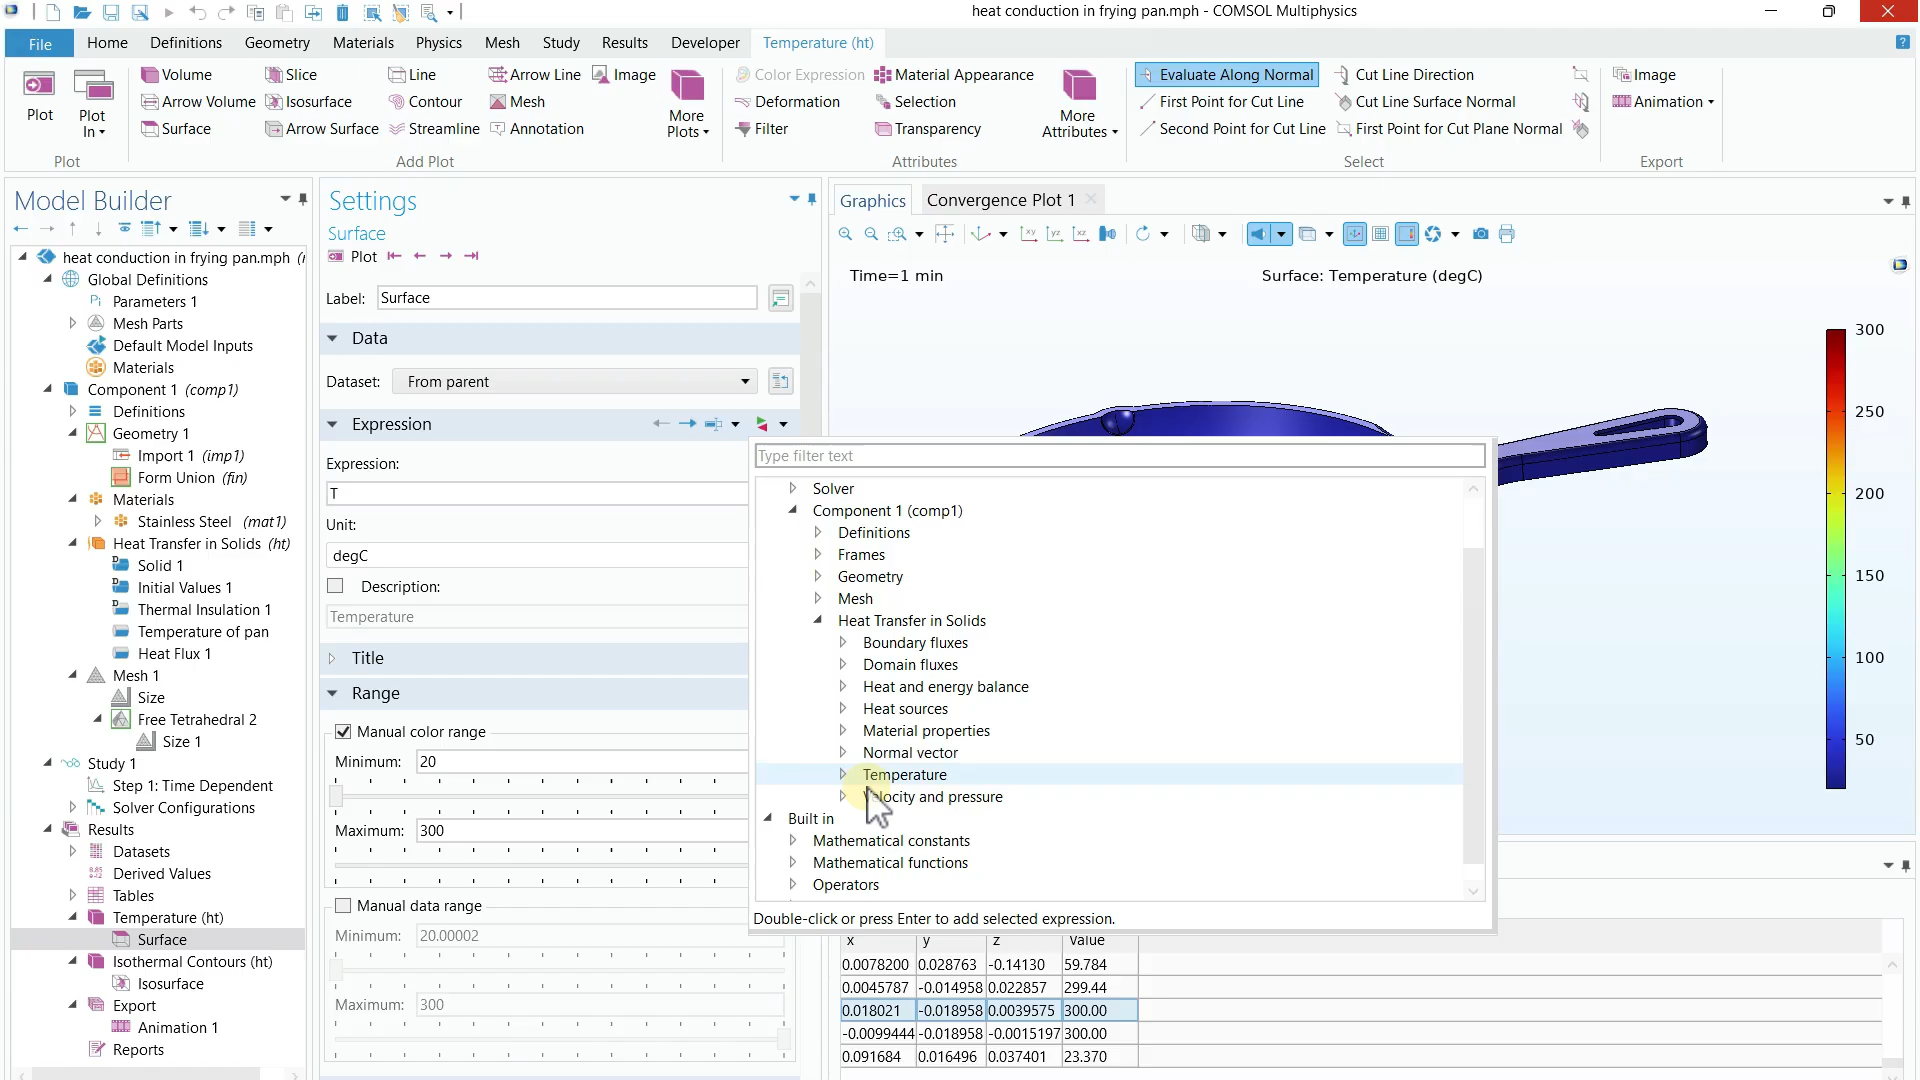 heat conduction in frying pan.mph - COMSOL Multiphysics
File Home Definitions Geometry Materials Physics Mesh Study Results Developer Temperature (ht)
Plot
Plot In
Plot
Volume Slice Line Arrow Line Image
Arrow Volume Isosurface Contour Mesh
Surface Arrow Surface Streamline Annotation
More Plots
Add Plot
Color Expression Material Appearance
Deformation Selection
Filter Transparency
More Attributes
Attributes
Evaluate Along Normal Cut Line Direction
First Point for Cut Line Cut Line Surface Normal
Second Point for Cut Line First Point for Cut Plane Normal
Select
Image
Animation
Export
Model Builder
heat conduction in frying pan.mph
Global Definitions
Pi Parameters 1
Mesh Parts
Default Model Inputs
Materials
Component 1 (comp1)
Definitions
Geometry 1
Import 1 (imp1)
Form Union (fin)
Materials
Stainless Steel (mat1)
Heat Transfer in Solids (ht)
Solid 1
Initial Values 1
Thermal Insulation 1
Temperature of pan
Heat Flux 1
Mesh 1
Size
Free Tetrahedral 2
Size 1
Study 1
Step 1: Time Dependent
Solver Configurations
Results
Datasets
Derived Values
Tables
Temperature (ht)
Surface
Isothermal Contours (ht)
Isosurface
Export
Animation 1
Reports
Settings
Surface
Plot
Label: Surface
Data
Dataset: From parent
Expression
Expression:
T
Unit:
degC
Description:
Temperature
Title
Range
Manual color range
Minimum: 20
Maximum: 300
Manual data range
Minimum: 20.00002
Maximum: 300
Graphics Convergence Plot 1
Time=1 min Surface: Temperature (degC)
300
250
200
150
100
50
Type filter text
Solver
Component 1 (comp1)
Definitions
Frames
Geometry
Mesh
Heat Transfer in Solids
Boundary fluxes
Domain fluxes
Heat and energy balance
Heat sources
Material properties
Normal vector
Temperature
Velocity and pressure
Built in
Mathematical constants
Mathematical functions
Operators
Double-click or press Enter to add selected expression.
x y z Value
0.0078200 0.028763 -0.14130 59.784
0.0045787 -0.014958 0.022857 299.44
0.018021 -0.018958 0.0039575 300.00
-0.0099444 -0.018958 -0.0015197 300.00
0.091684 0.016496 0.037401 23.370